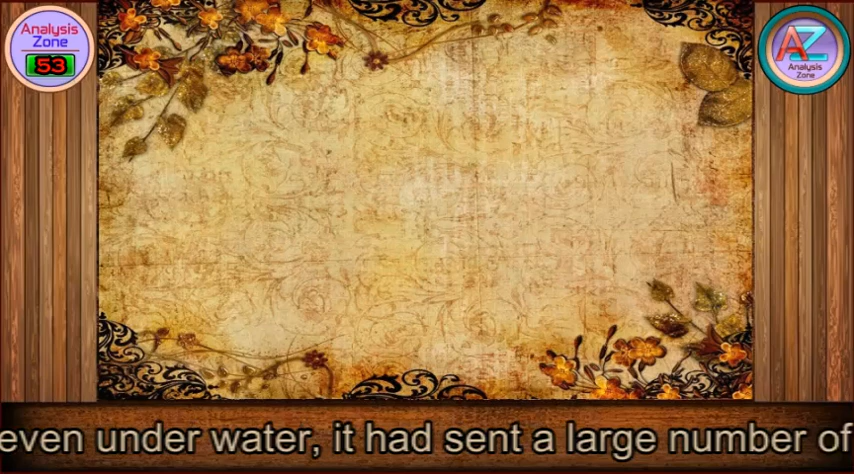 Analysis
Zone
53
AZ
Analysis
Zone
even under water, it had sent a large number of